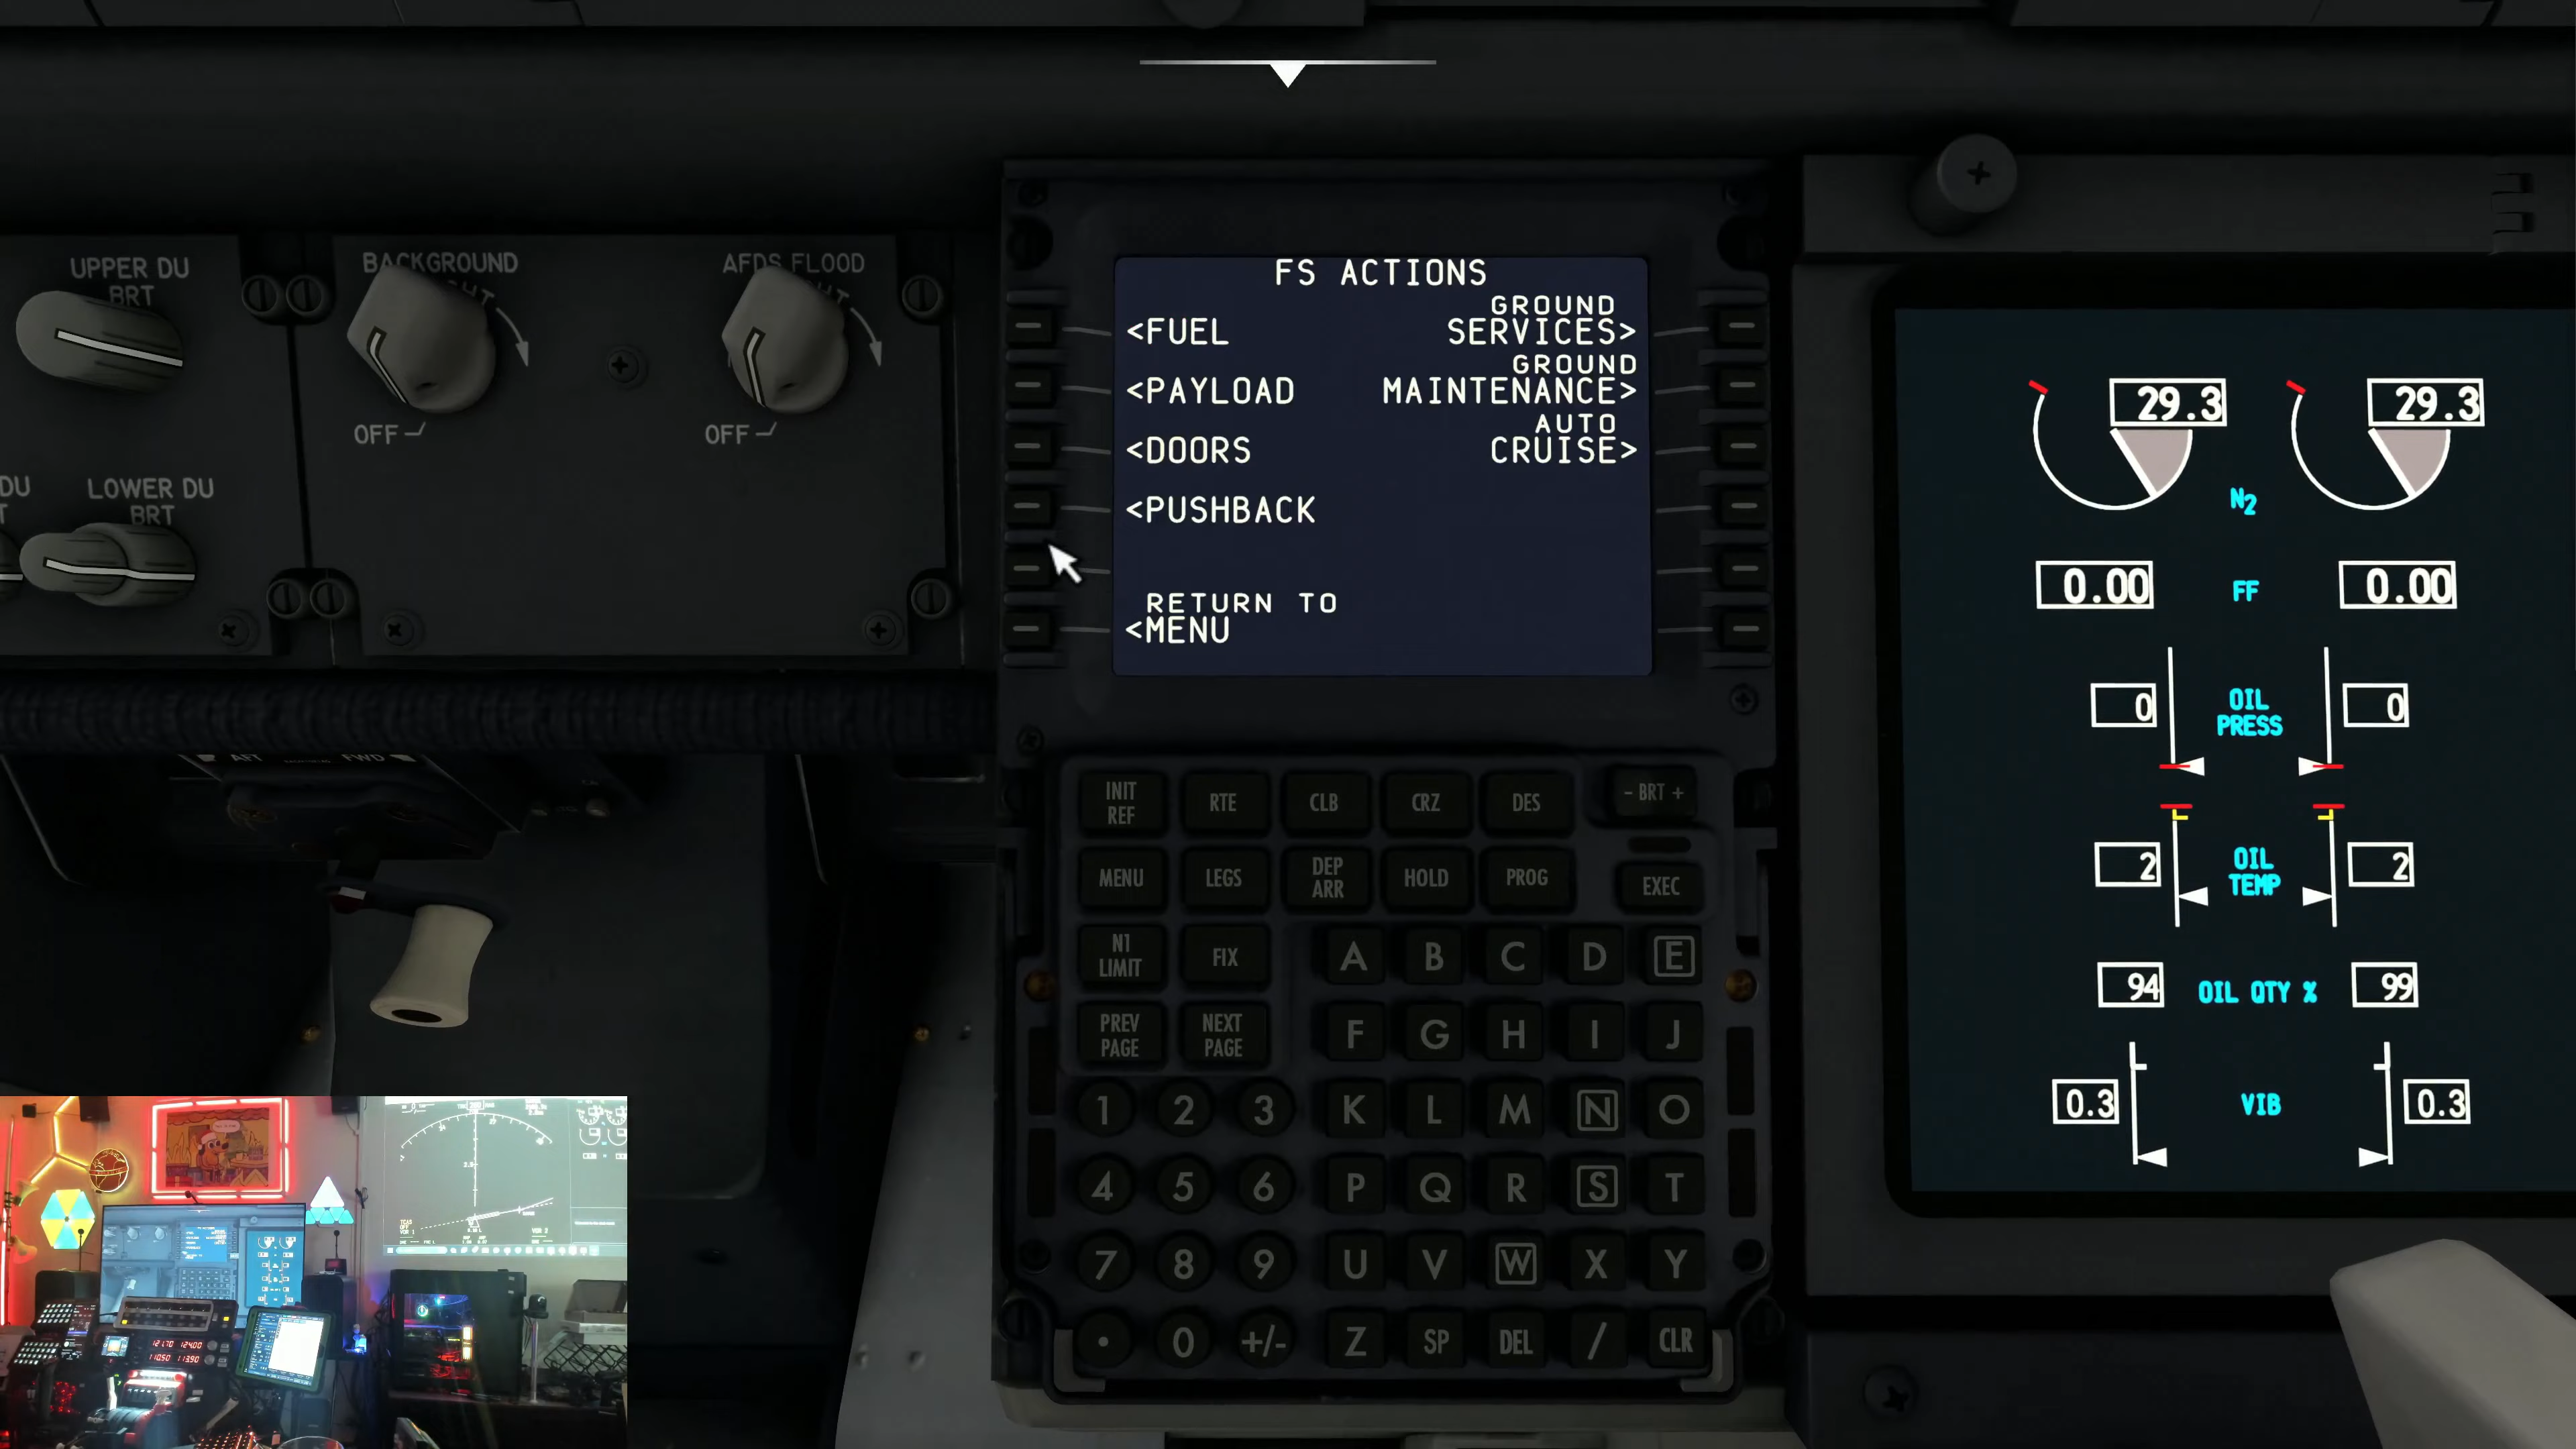 UPPER DU
BRT
BACKGROUND
AFDS FLOOD
OFF
OFF
DU
LOWER DU
BRT
AFT
FWD
FS ACTIONS
GROUND
<FUEL SERVICES>
GROUND
<PAYLOAD MAINTENANCE>
AUTO
<DOORS CRUISE>
<PUSHBACK
RETURN TO
<MENU
INIT REF RTE CLB CRZ DES - BRT +
MENU LEGS DEP ARR HOLD PROG EXEC
N1 LIMIT FIX A B C D E
PREV PAGE NEXT PAGE F G H I J
1 2 3 K L M N O
4 5 6 P Q R S T
7 8 9 U V W X Y
. 0 +/- Z SP DEL / CLR
29.3 29.3
N2
0.00 FF 0.00
0 OIL PRESS 0
2 OIL TEMP 2
94 OIL QTY % 99
0.3 VIB 0.3